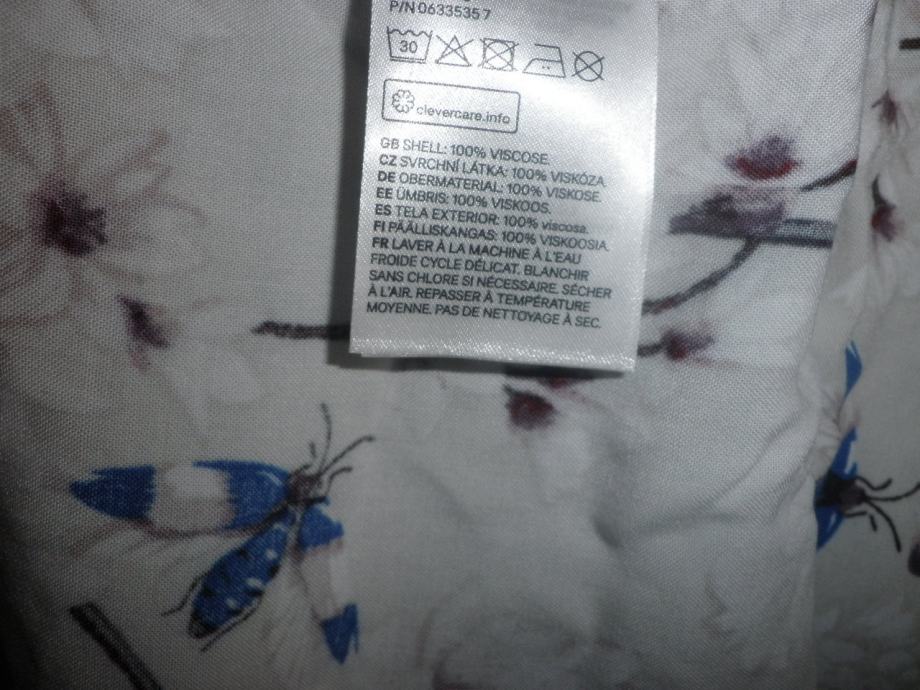 P/N 06335357
30
clevercare.info
GB SHELL: 100% VISCOSE.
CZ SVRCHNÍ LÁTKA: 100% VISKÓZA
DE OBERMATERIAL: 100% VISKOSE.
EE ÜMBRIS: 100% VISKOOS.
ES TELA EXTERIOR: 100% viscosa.
FI PÄÄLLISKANGAS: 100% VISKOOSIA.
FR LAVER À LA MACHINE À L'EAU
FROIDE CYCLE DÉLICAT. BLANCHIR
SANS CHLORE SI NÉCESSAIRE. SÉCHER
À L'AIR. REPASSER À TEMPÉRATURE
MOYENNE. PAS DE NETTOYAGE À SEC.